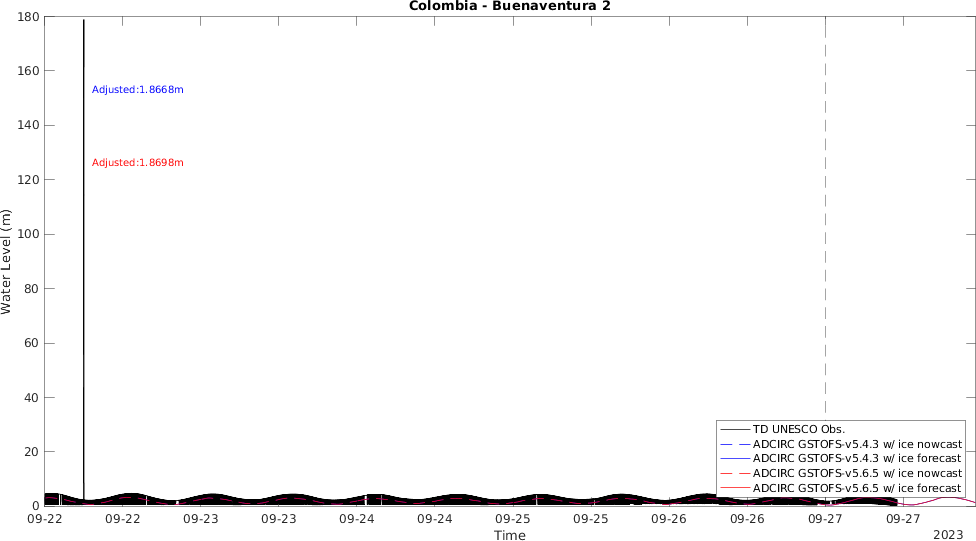 Colombia - Buenaventura 2
180
160
140
120
100
80
60
40
20
0
Water Level (m)
Adjusted:1.8668m
Adjusted:1.8698m
TD UNESCO Obs.
ADCIRC GSTOFS-v5.4.3 w/ ice nowcast
ADCIRC GSTOFS-v5.4.3 w/ ice forecast
ADCIRC GSTOFS-v5.6.5 w/ ice nowcast
ADCIRC GSTOFS-v5.6.5 w/ ice forecast
09-22 09-22 09-23 09-23 09-24 09-24 09-25 09-25 09-26 09-26 09-27 09-27
Time
2023